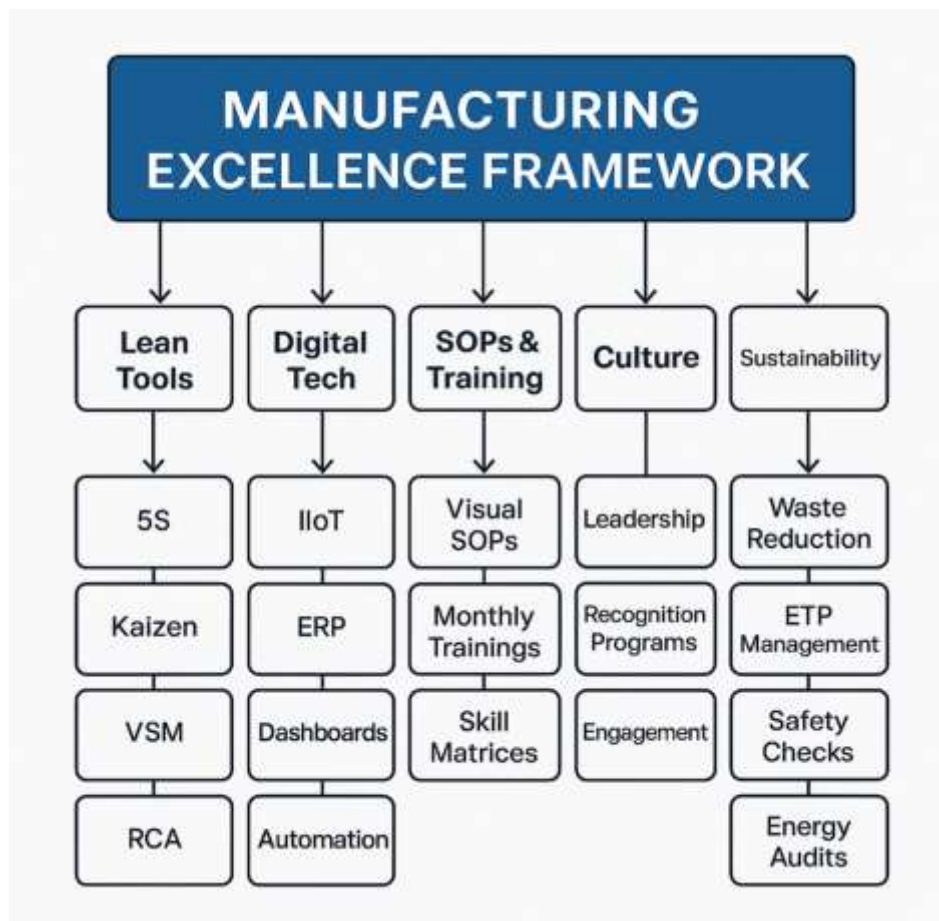 MANUFACTURING
EXCELLENCE FRAMEWORK
Lean
Tools
Digital
Tech
SOPs &
Training
Culture
Sustainability
5S
Kaizen
VSM
RCA
IIoT
ERP
Dashboards
Automation
Visual
SOPs
Monthly
Trainings
Skill
Matrices
Leadership
Recognition
Programs
Engagement
Waste
Reduction
ETP
Management
Safety
Checks
Energy
Audits